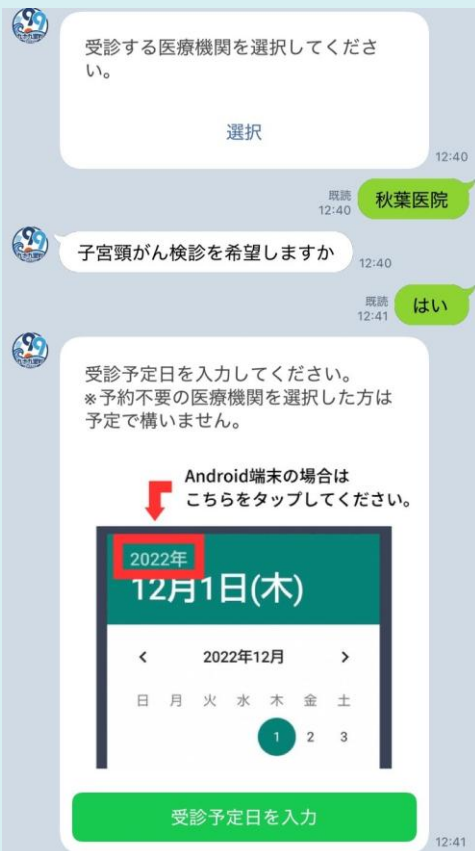 受診する医療機関を選択してくださ
い。
選択
12:40
既読
12:40
秋葉医院
子宮頸がん検診を希望しますか
12:40
既読
12:41
はい
受診予定日を入力してください。
※予約不要の医療機関を選択した方は
予定で構いません。
Android端末の場合は
こちらをタップしてください。
2022年
12月1日(木)
< 2022年12月 >
日 月 火 水 木 金 土
1 2 3
受診予定日を入力
12:41